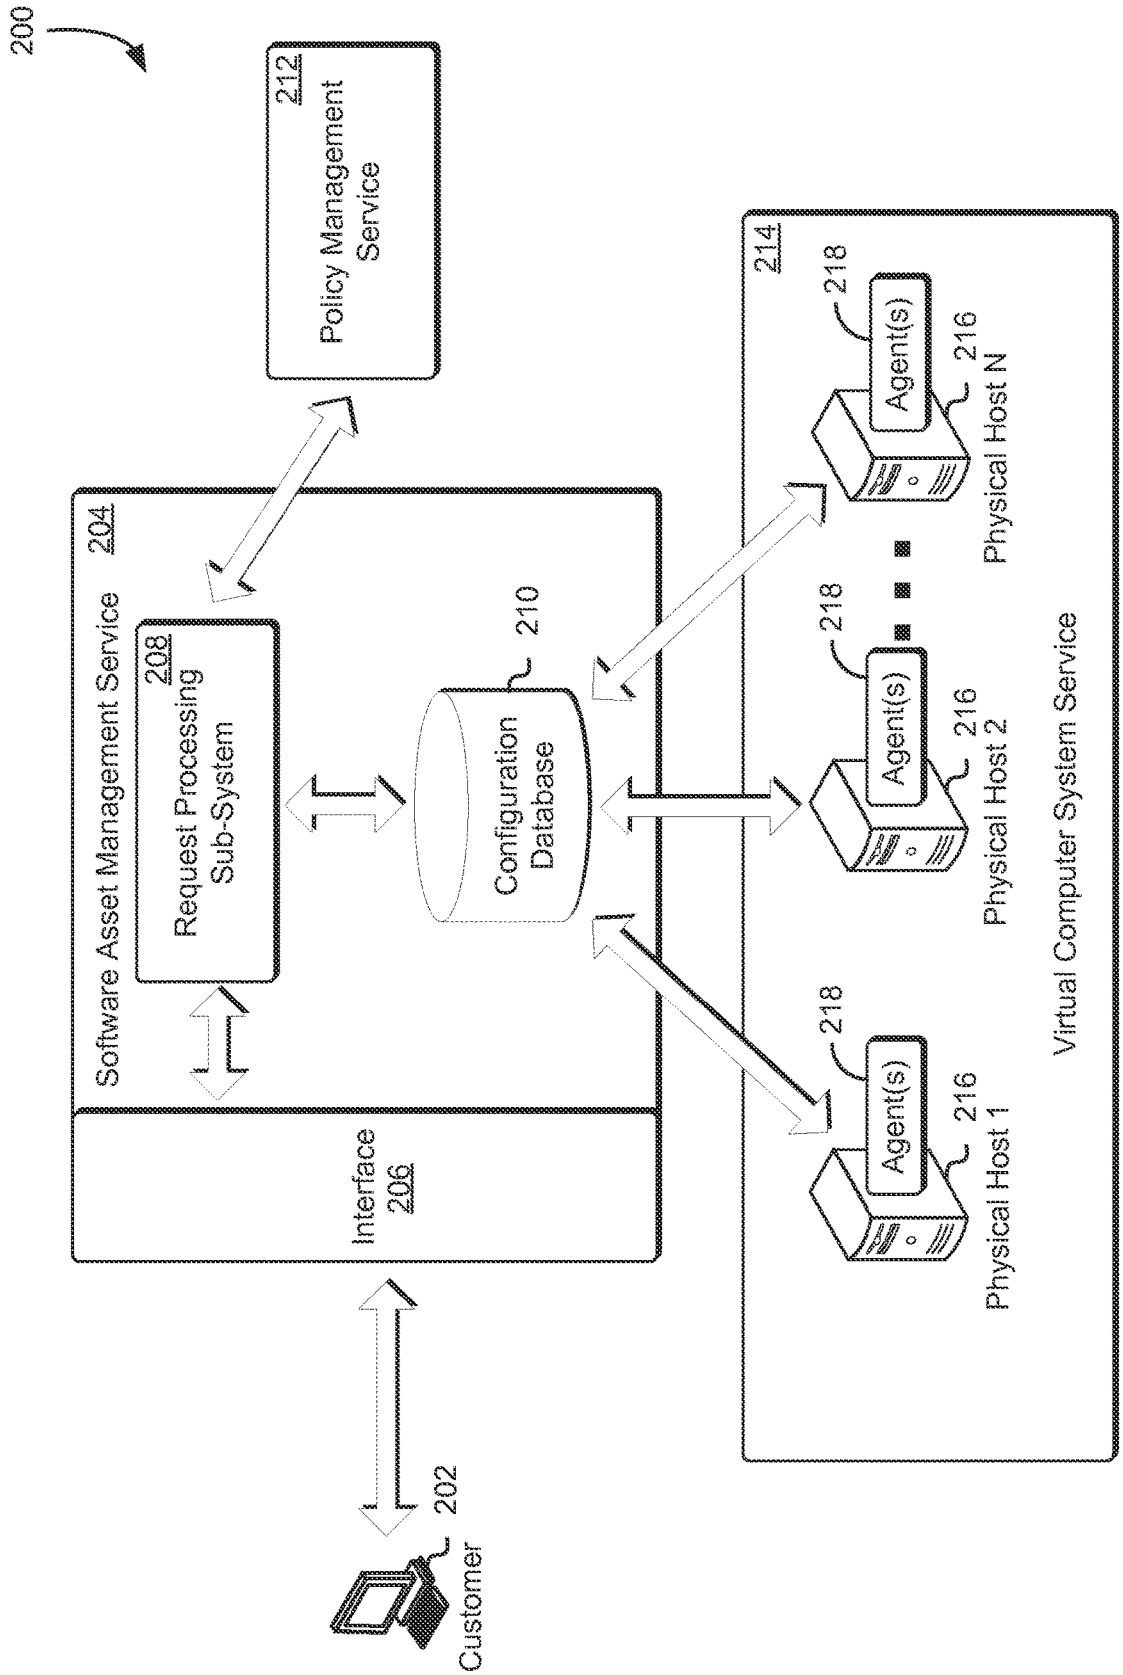 200
Software Asset Management Service
204
Request Processing
Sub-System
208
Policy Management
Service
212
Interface
206
Configuration
Database
210
202
Customer
214
Agent(s)
218
216
Physical Host 1
Agent(s)
218
216
Physical Host 2
Agent(s)
218
216
Physical Host N
Virtual Computer System Service